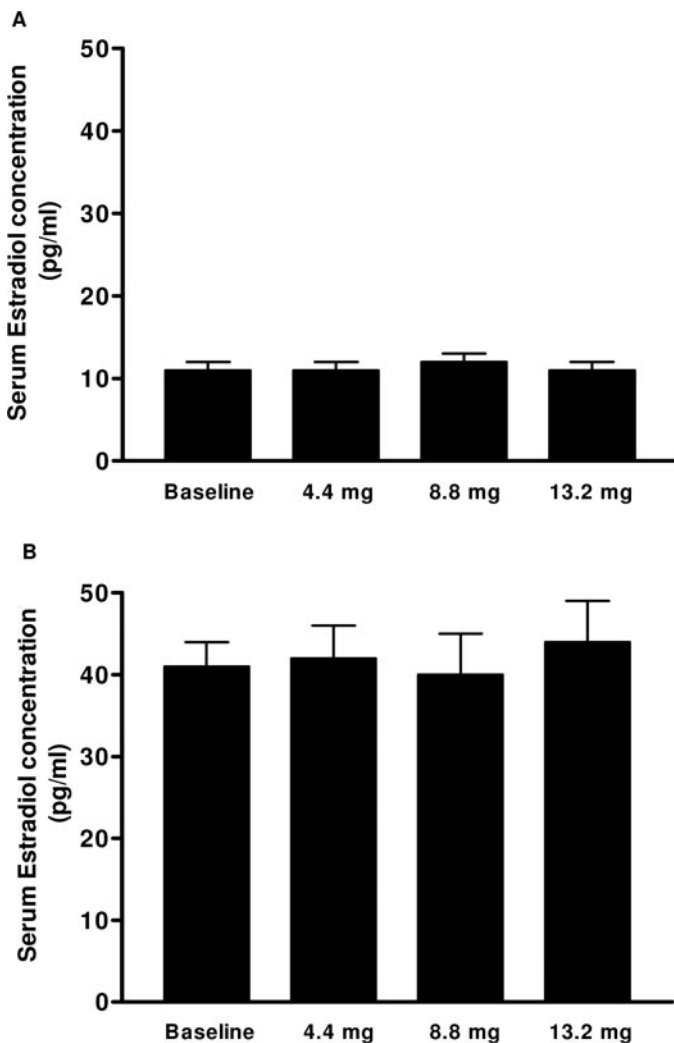 A
Serum Estradiol concentration
(pg/ml)
50
40
30
20
10
0
Baseline 4.4 mg 8.8 mg 13.2 mg
B
Serum Estradiol concentration
(pg/ml)
50
40
30
20
10
0
Baseline 4.4 mg 8.8 mg 13.2 mg